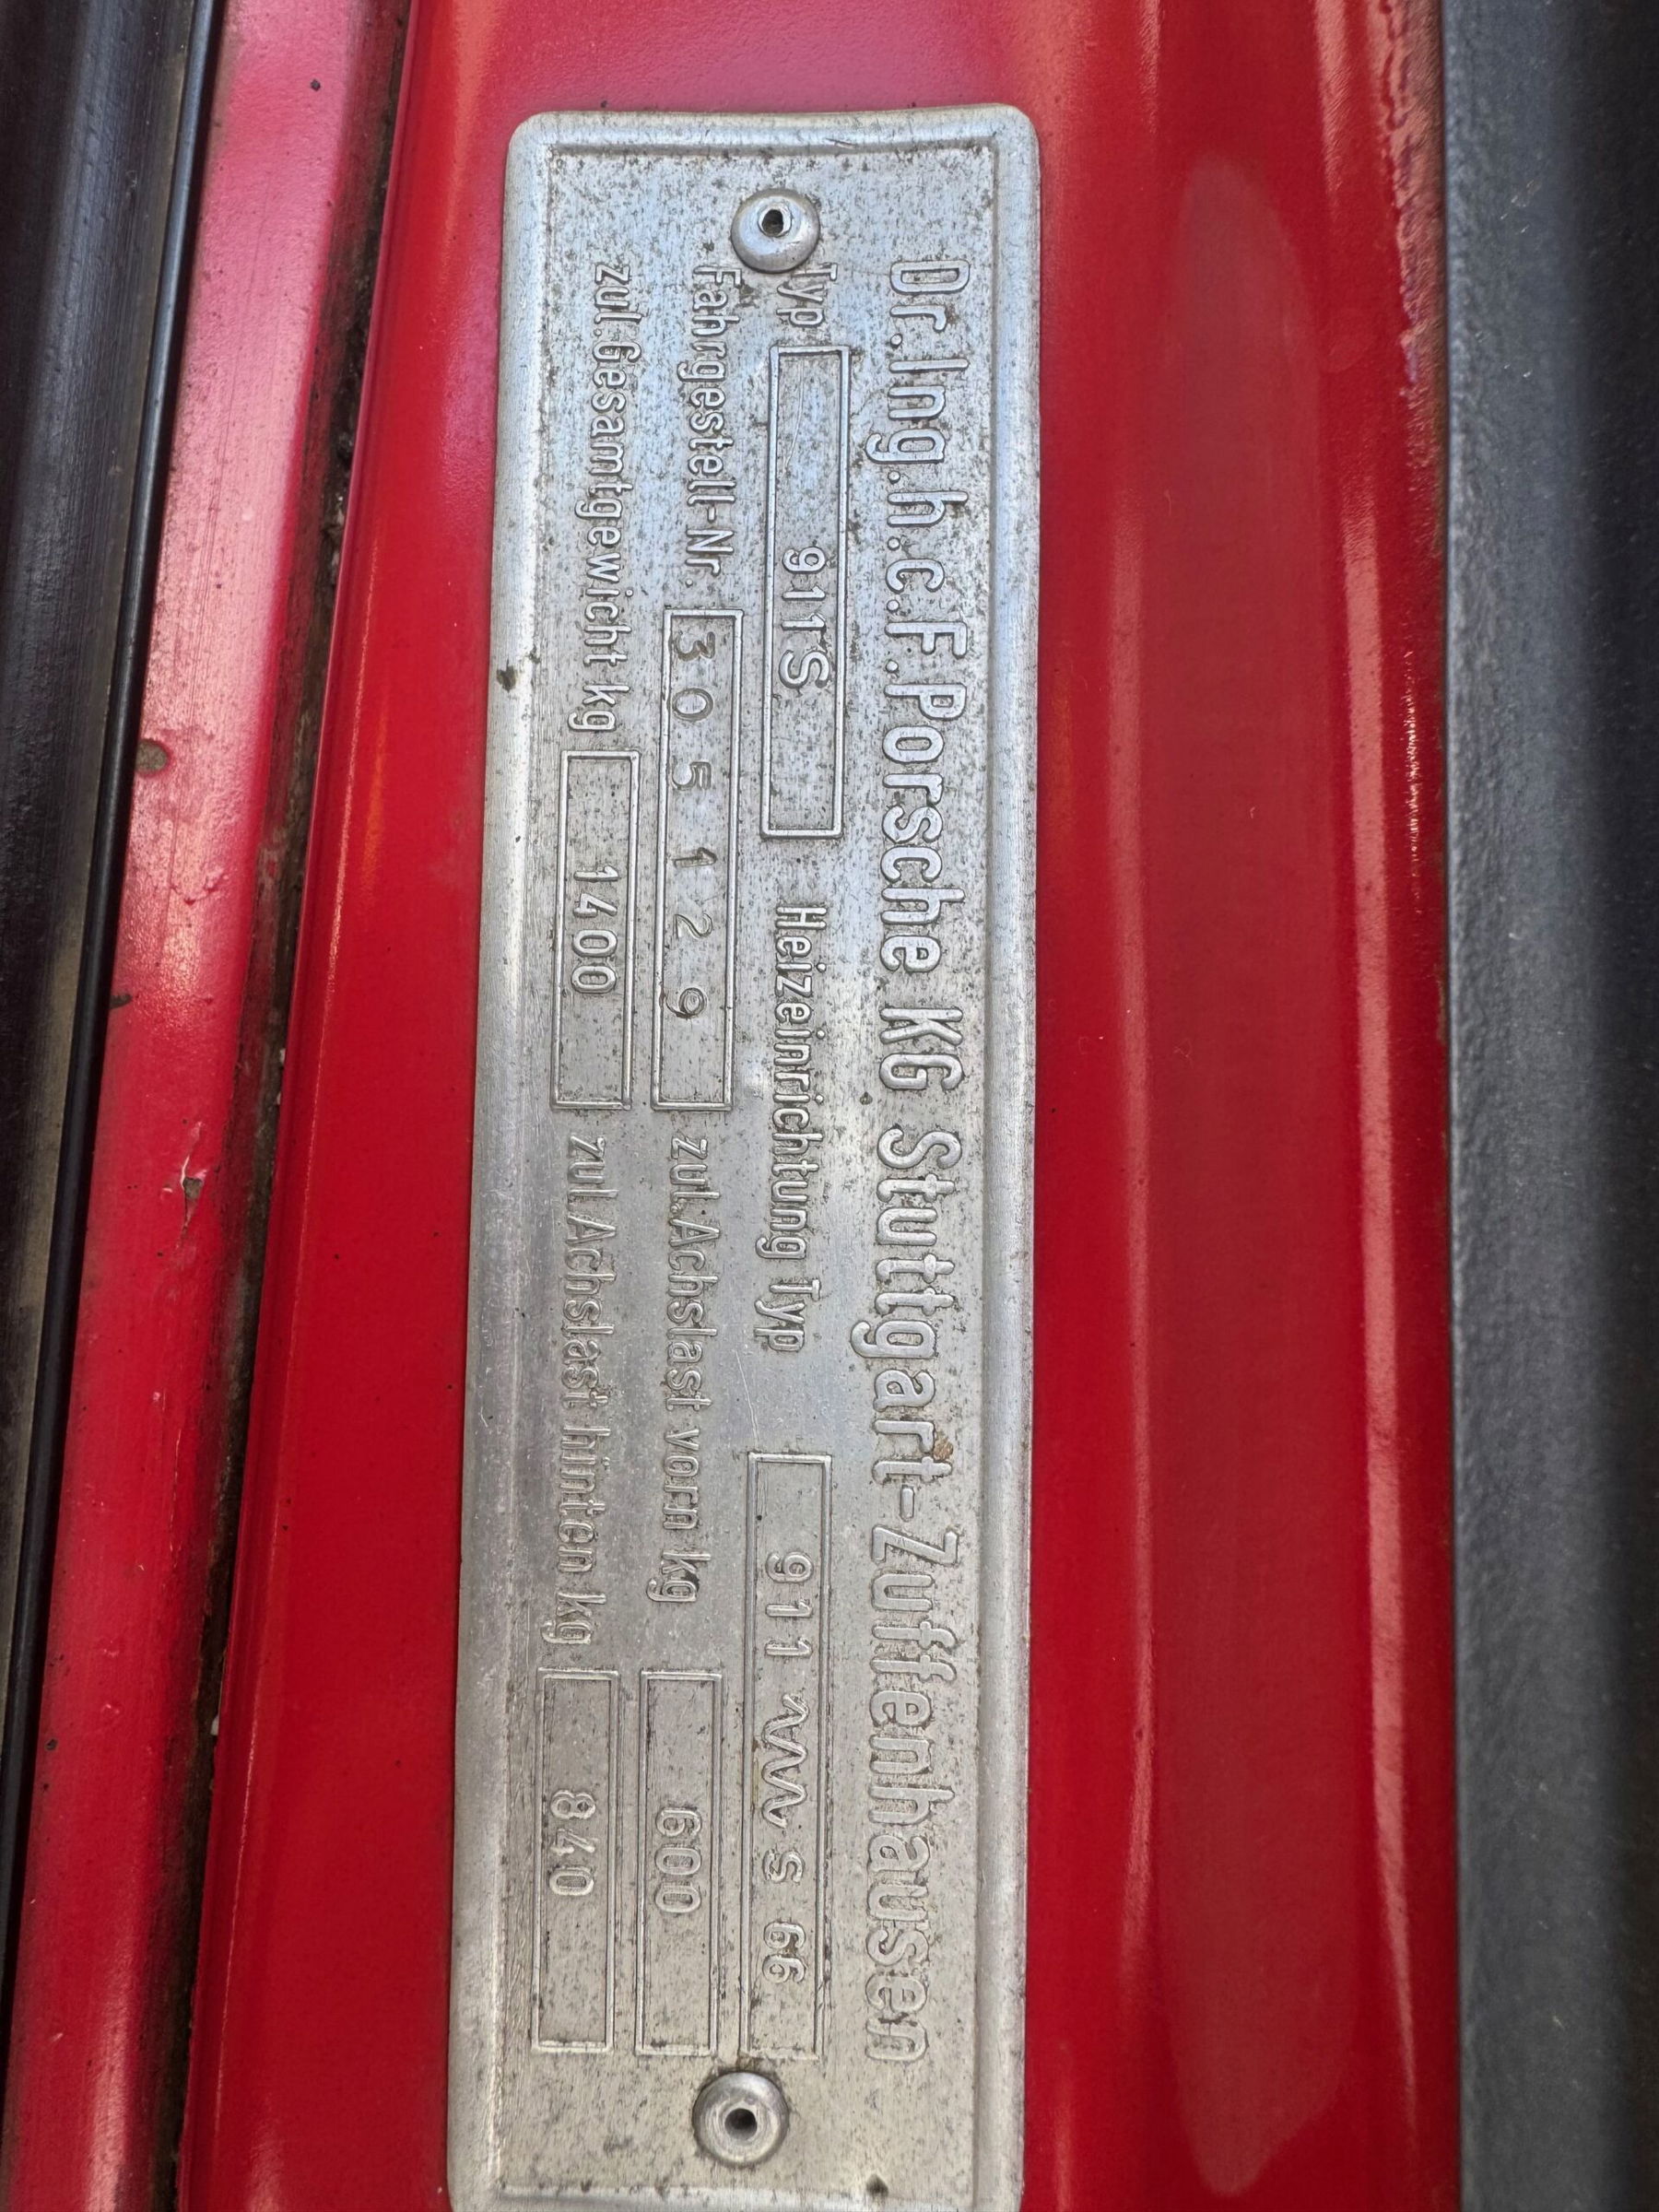 Dr.Ing.h.c.F.Porsche KG Stuttgart-Zuffenhausen
Typ 911S Heizeinrichtung Typ 911 S 66
Fahrgestell-Nr. 305129 zul.Achslast vorn kg 600
zul.Gesamtgewicht kg 1400 zul.Achslast hinten kg 840